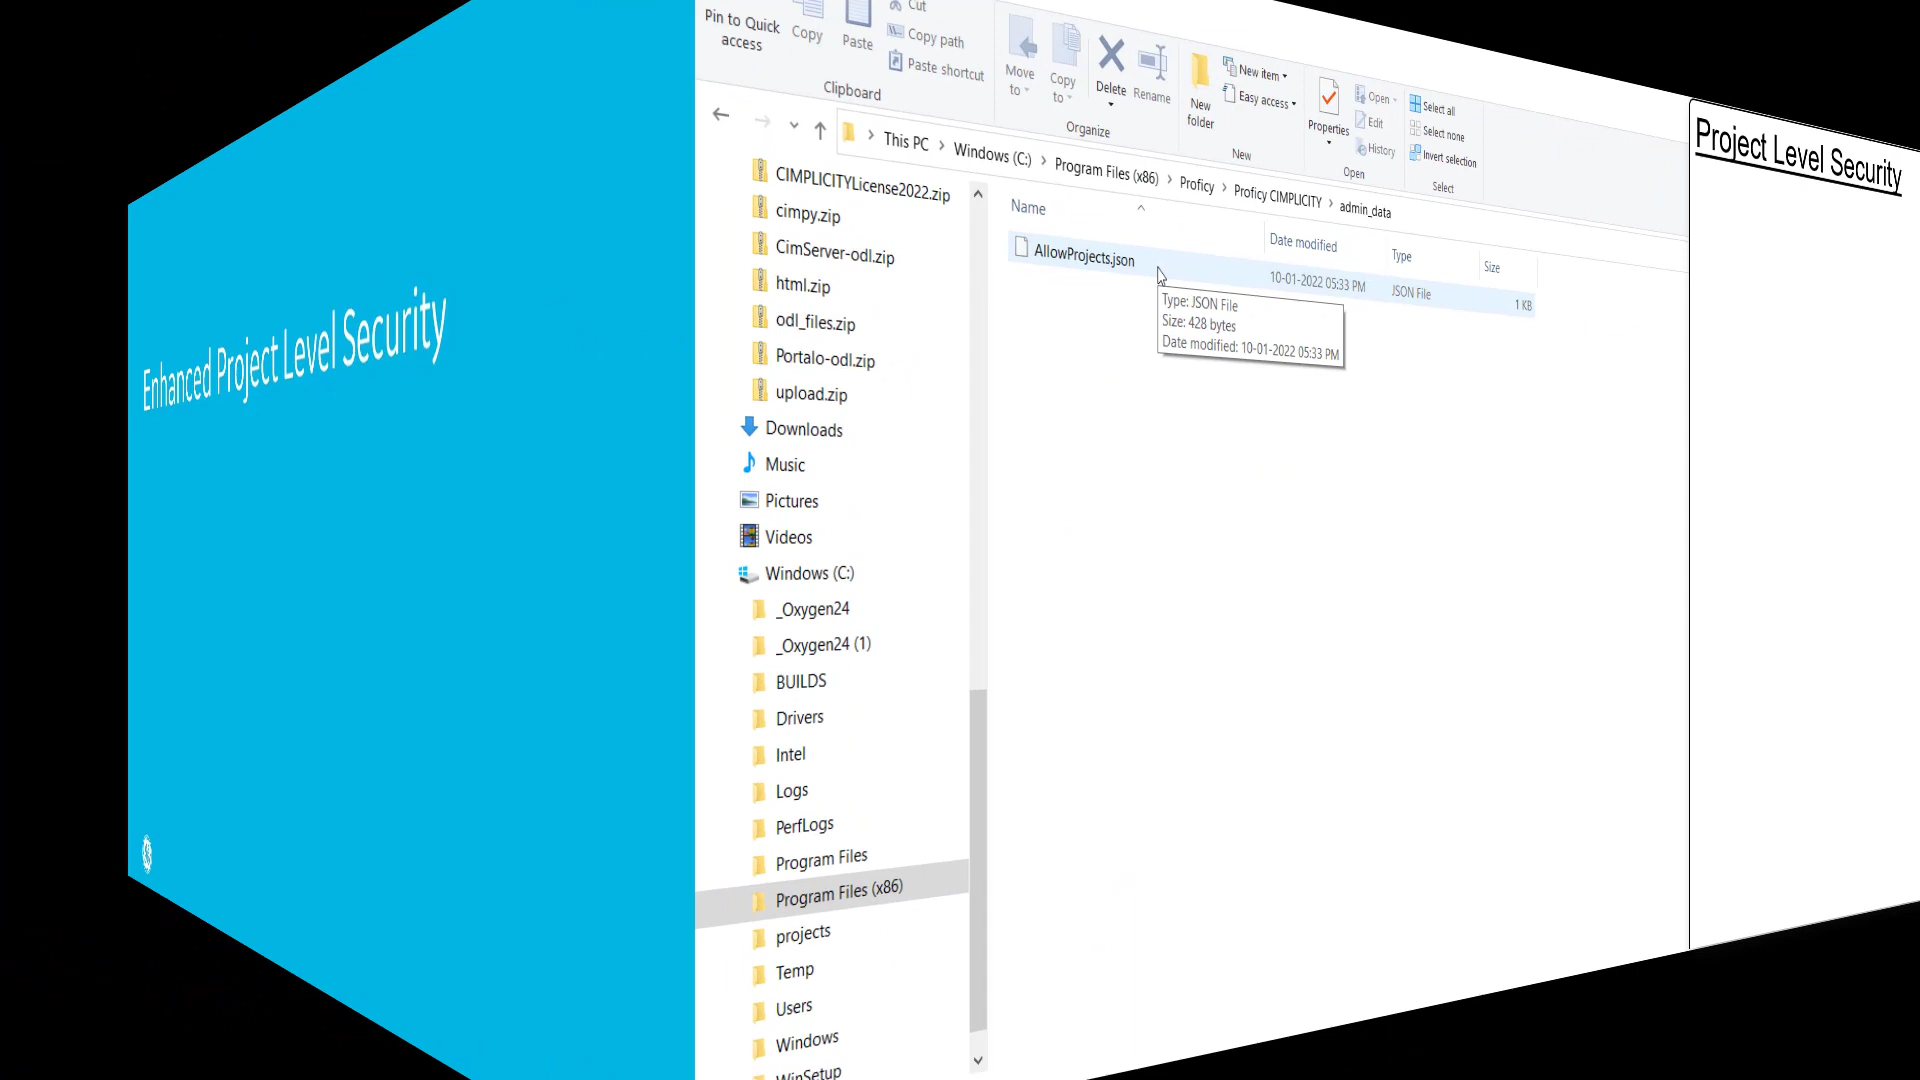 Enhanced Project Level Security
Pin to Quick
access
Copy
Paste
Cut
Copy path
Paste shortcut
Clipboard
Move
to
Copy
to
Delete
Rename
Organize
New
folder
New item
Easy access
New
Properties
Open
Edit
History
Open
Select all
Select none
Invert selection
Select
This PC > Windows (C:) > Program Files (x86) > Proficy > Proficy CIMPLICITY > admin_data
CIMPLICITYLicense2022.zip
cimpy.zip
CimServer-odl.zip
html.zip
odl_files.zip
Portalo-odl.zip
upload.zip
Downloads
Music
Pictures
Videos
Windows (C:)
_Oxygen24
_Oxygen24 (1)
BUILDS
Drivers
Intel
Logs
PerfLogs
Program Files
Program Files (x86)
projects
Temp
Users
Windows
WinSetup
Name
Date modified
Type
Size
AllowProjects.json
10-01-2022 05:33 PM
JSON File
1 KB
Type: JSON File
Size: 428 bytes
Date modified: 10-01-2022 05:33 PM
Project Level Security